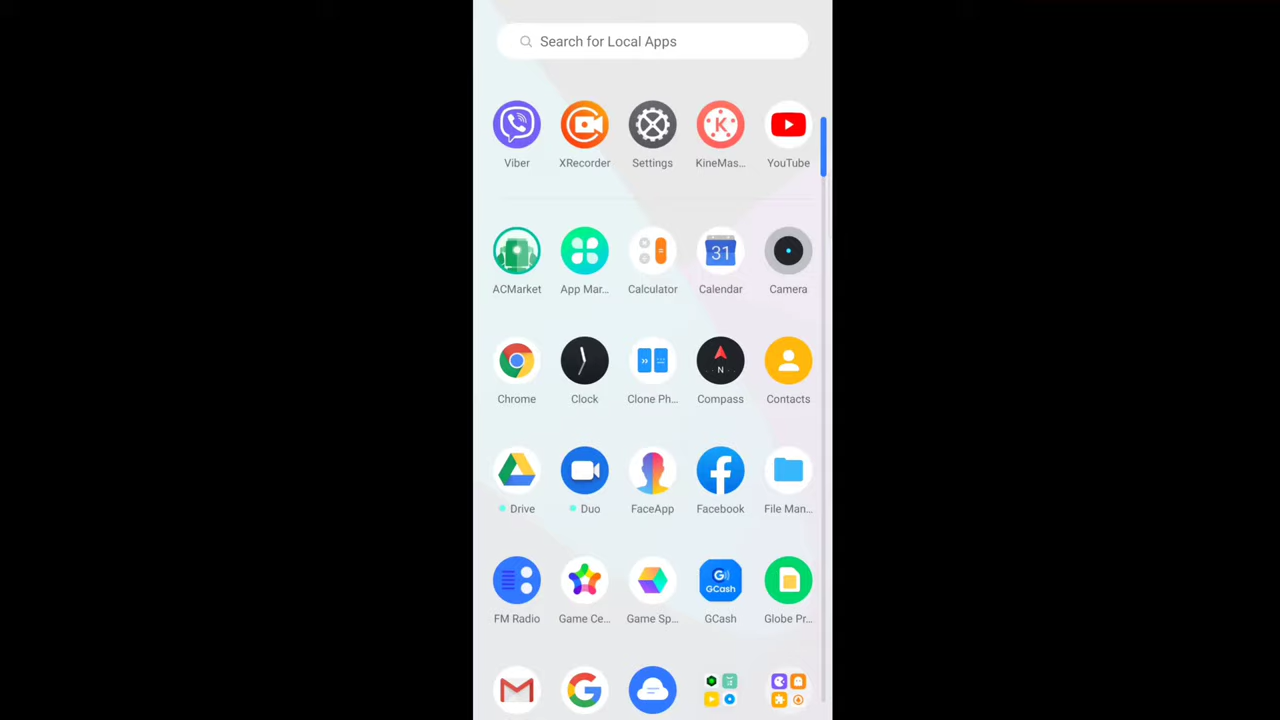 Search for Local Apps
Viber
XRecorder
Settings
KineMas...
YouTube
ACMarket
App Mar...
Calculator
31
Calendar
Camera
Chrome
Clock
Clone Ph...
N
Compass
Contacts
Drive
Duo
FaceApp
Facebook
File Man...
FM Radio
Game Ce...
Game Sp...
GCash
GCash
Globe Pr...